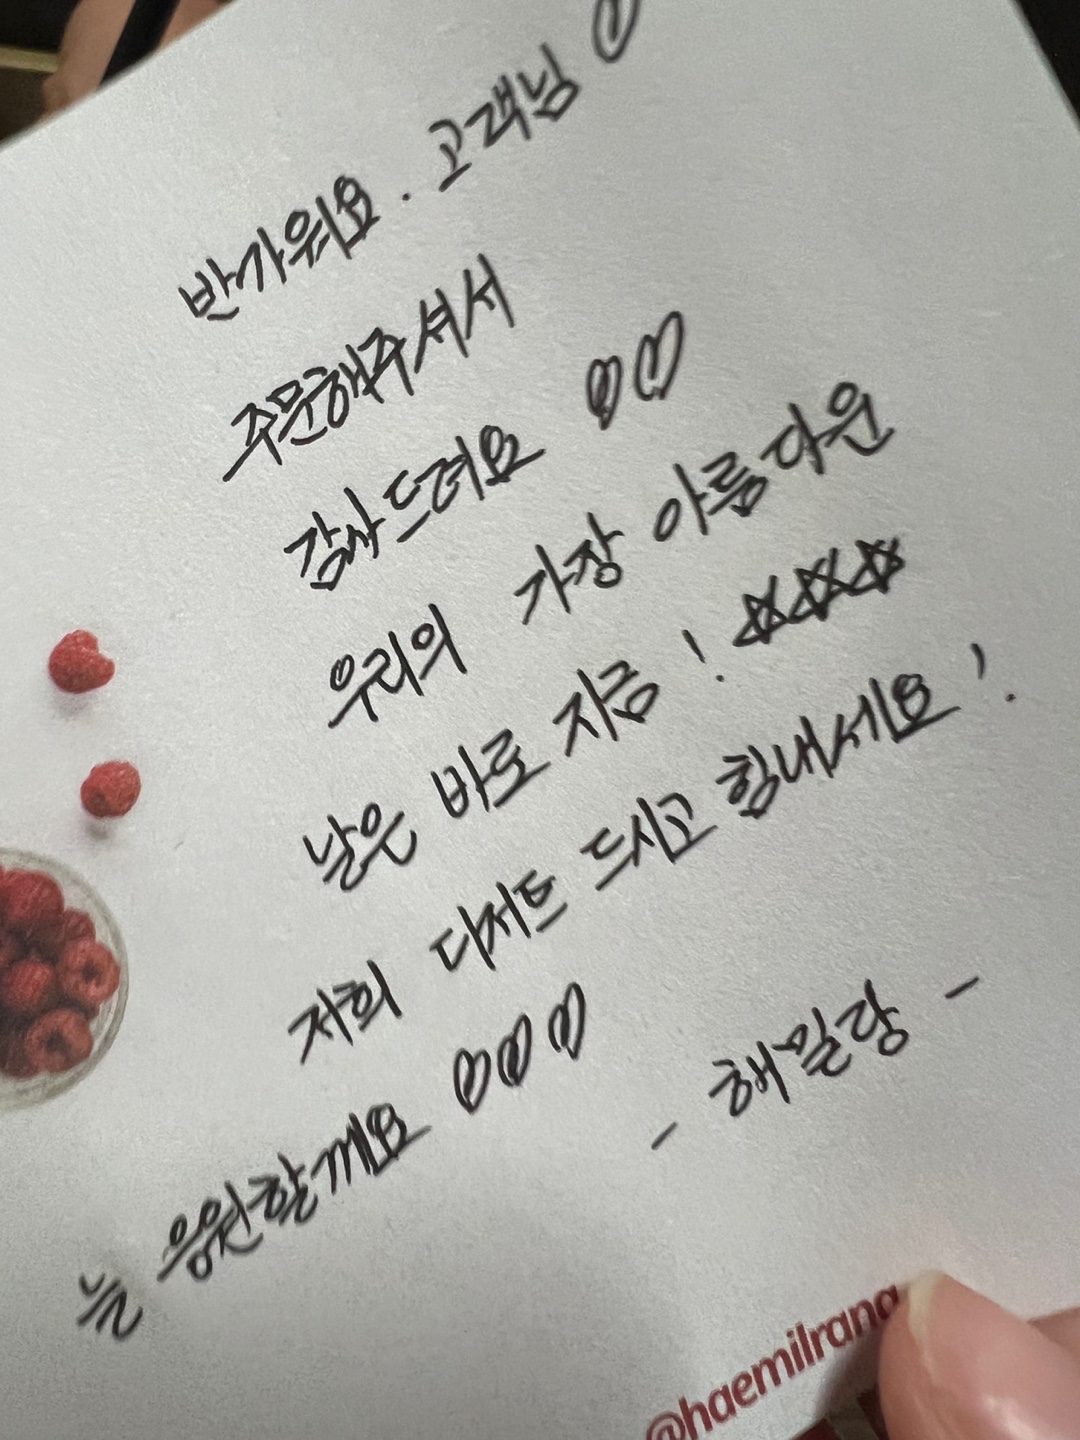 반가워요. 고객님 ♡
주문해주셔서
감사드려요 ♡♡
우리의 가장 아름다운
날은 바로 지금! ☆☆☆
저희 디저트 드시고 힘내세요!
늘 응원할께요 ♡♡♡
- 해밀랑 -
@haemilrang